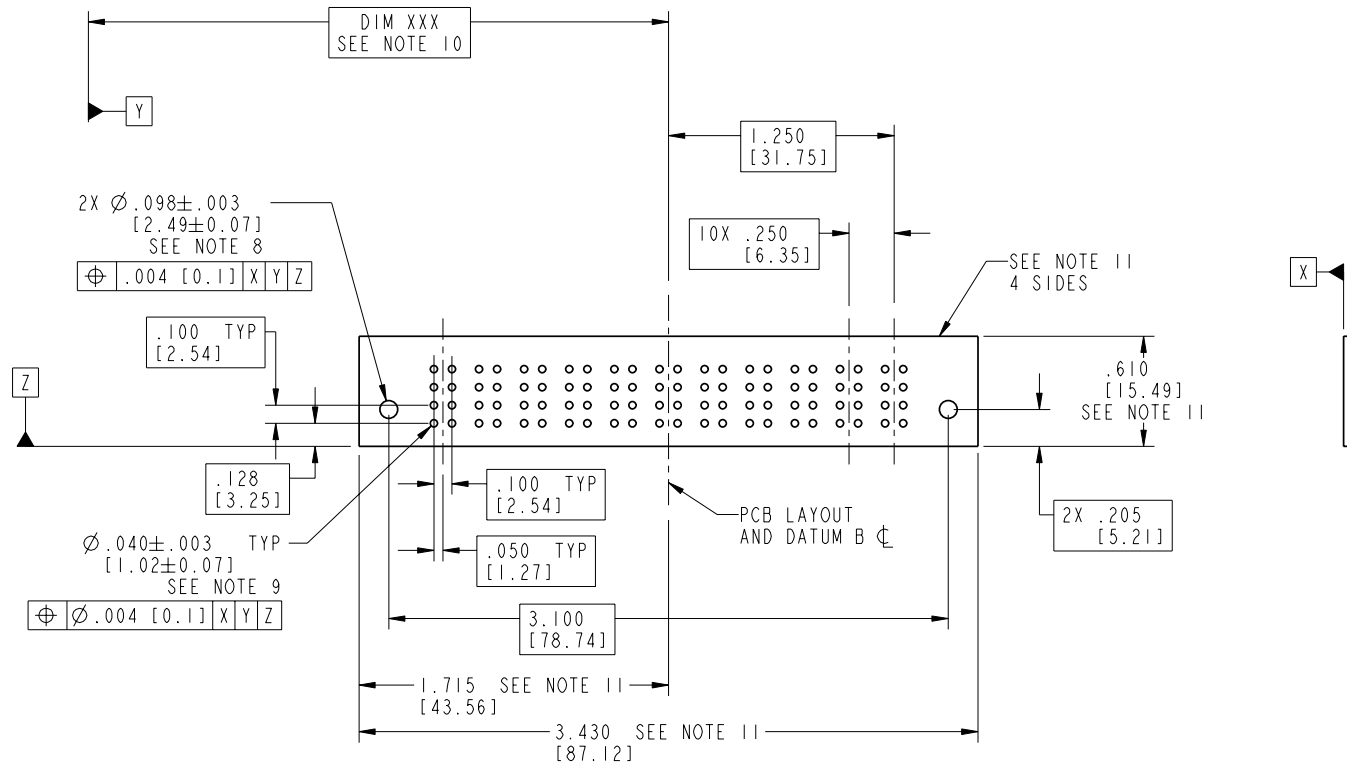 DIM XXX
SEE NOTE 10
Y
1.250
[31.75]
2X Ø.098±.003
[2.49±0.07]
SEE NOTE 8
⌖ .004 [0.1] X Y Z
10X .250
[6.35]
SEE NOTE 11
4 SIDES
X
.100 TYP
[2.54]
Z
.610
[15.49]
SEE NOTE 11
.128
[3.25]
.100 TYP
[2.54]
PCB LAYOUT
AND DATUM B ℄
2X .205
[5.21]
Ø.040±.003 TYP
[1.02±0.07]
SEE NOTE 9
⌖ Ø.004 [0.1] X Y Z
.050 TYP
[1.27]
3.100
[78.74]
1.715 SEE NOTE 11
[43.56]
3.430 SEE NOTE 11
[87.12]